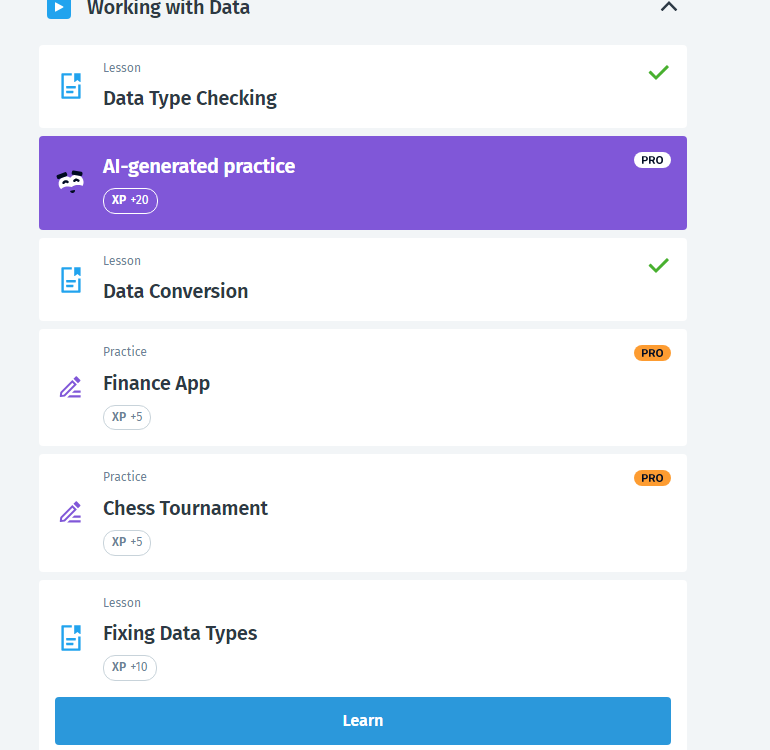 Working with Data
Lesson
Data Type Checking
AI-generated practice
PRO
XP +20
Lesson
Data Conversion
Practice
PRO
Finance App
XP +5
Practice
PRO
Chess Tournament
XP +5
Lesson
Fixing Data Types
XP +10
Learn